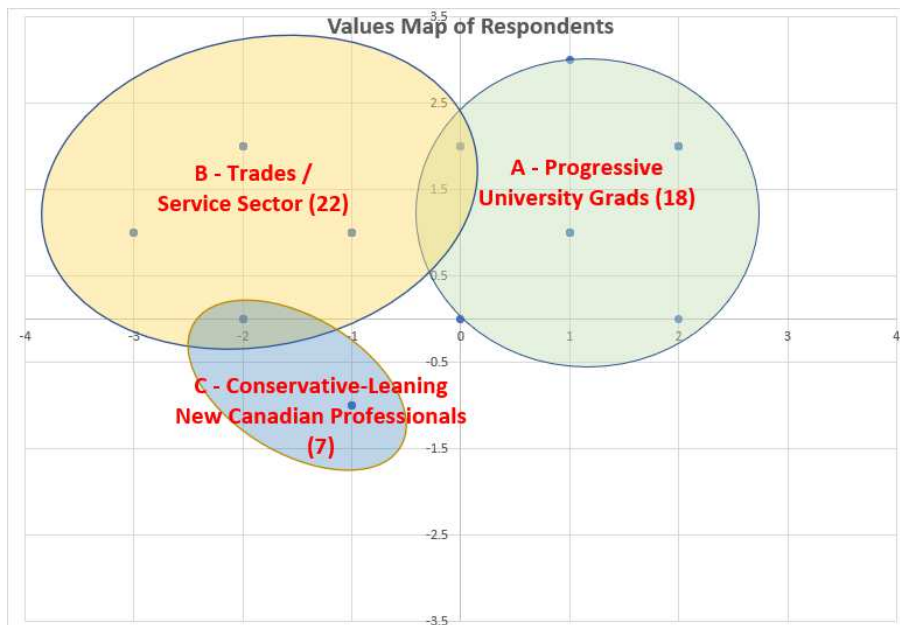 Values Map of Respondents
3.5
2.5
B - Trades /
Service Sector (22)
A - Progressive
University Grads (18)
1.5
0.5
-4 -3 -2 -1 0 1 2 3 4
-0.5
C - Conservative-Leaning
New Canadian Professionals
(7)
-1.5
-2.5
-3.5